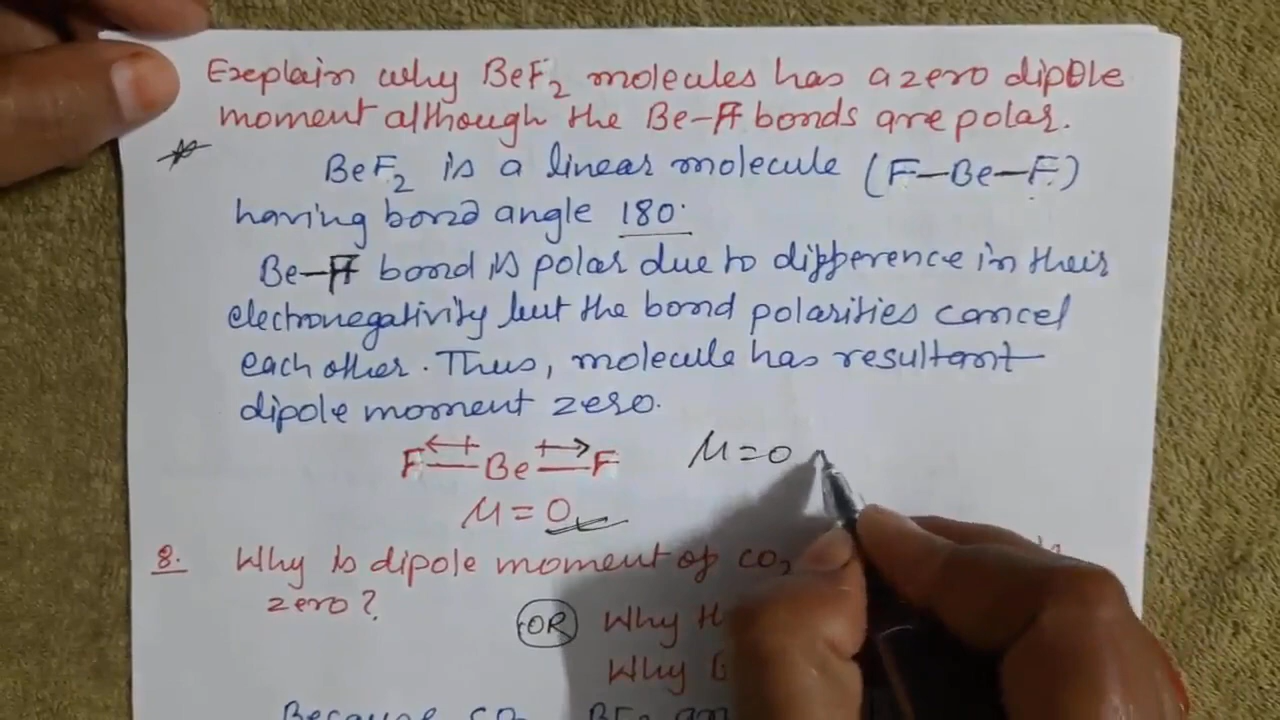 Explain why BeF₂ molecules has a zero dipole
moment although the Be-F bonds are polar.
BeF₂ is a linear molecule (F-Be-F)
having bond angle 180°
Be-F bond is polar due to difference in their
electronegativity but the bond polarities cancel
each other. Thus, molecule has resultant
dipole moment zero.
F Be F μ=0
μ = 0
8. Why is dipole moment of CO₂
zero?
OR Why
Why
Because CO₂